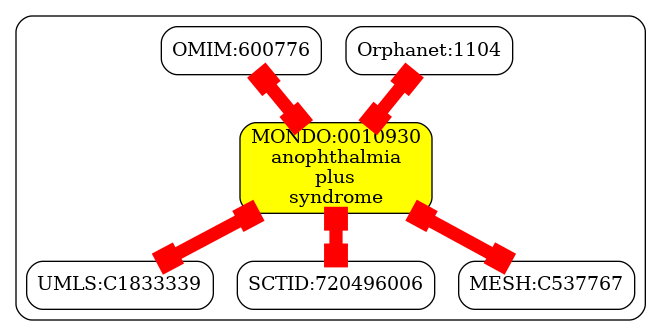 OMIM:600776
Orphanet:1104
MONDO:0010930
anophthalmia
plus
syndrome
UMLS:C1833339
SCTID:720496006
MESH:C537767